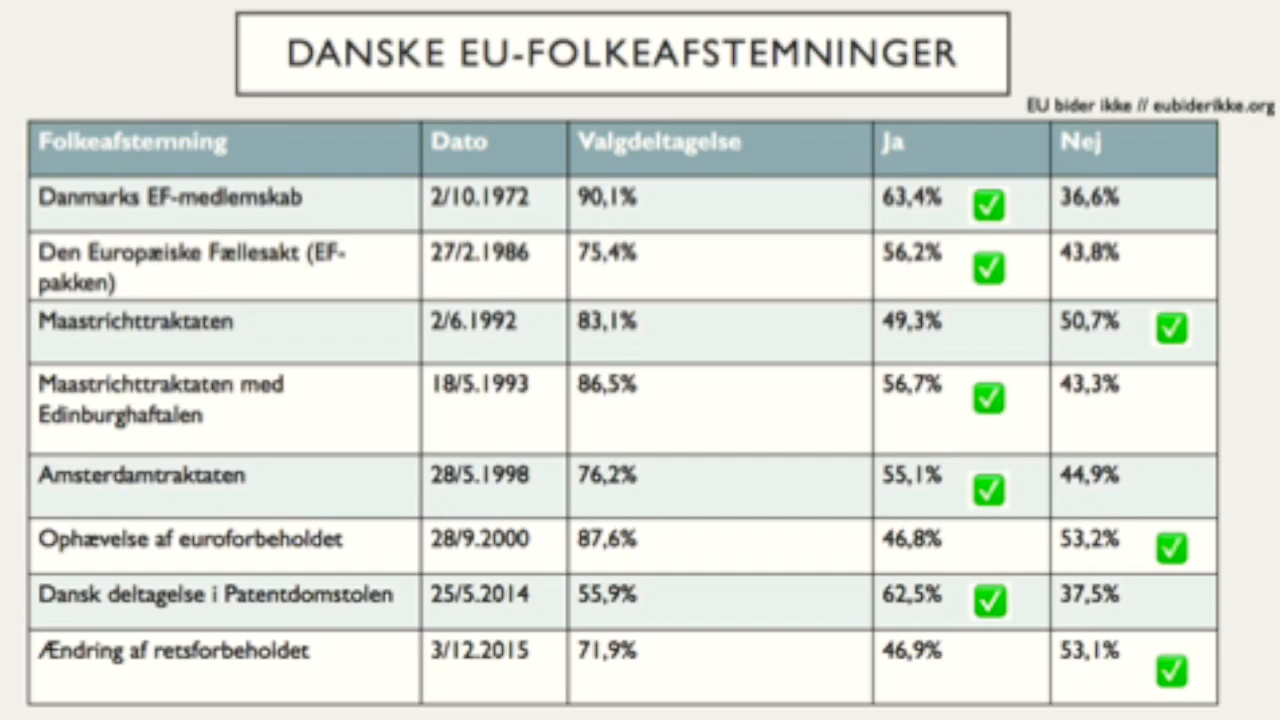 DANSKE EU-FOLKEAFSTEMNINGER
EU bider ikke // eubiderikke.org
Folkeafstemning Dato Valgdeltagelse Ja Nej
Danmarks EF-medlemskab 2/10.1972 90,1% 63,4% 36,6%
Den Europæiske Fællesakt (EF-
pakken) 27/2.1986 75,4% 56,2% 43,8%
Maastrichttraktaten 2/6.1992 83,1% 49,3% 50,7%
Maastrichttraktaten med
Edinburghaftalen 18/5.1993 86,5% 56,7% 43,3%
Amsterdamtraktaten 28/5.1998 76,2% 55,1% 44,9%
Ophævelse af euroforbeholdet 28/9.2000 87,6% 46,8% 53,2%
Dansk deltagelse i Patentdomstolen 25/5.2014 55,9% 62,5% 37,5%
Ændring af retsforbeholdet 3/12.2015 71,9% 46,9% 53,1%